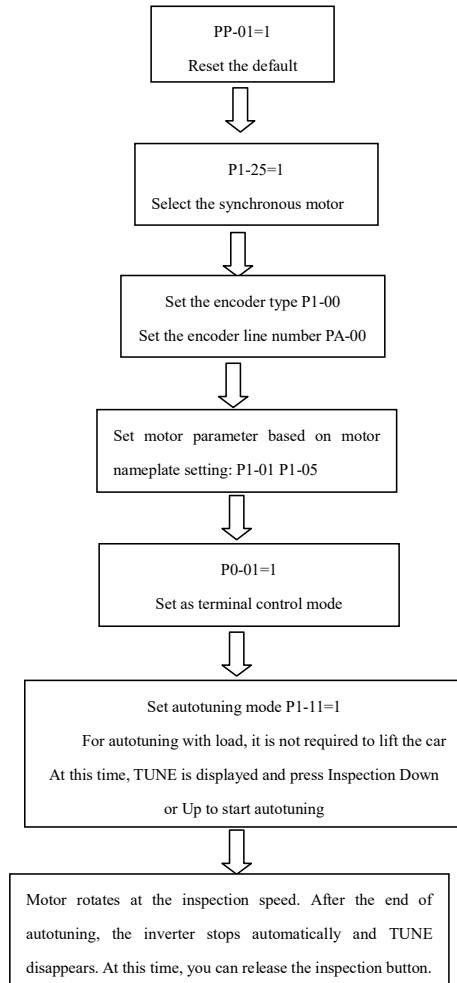 PP-01=1
Reset the default
P1-25=1
Select the synchronous motor
Set the encoder type P1-00
Set the encoder line number PA-00
Set motor parameter based on motor
nameplate setting: P1-01 P1-05
P0-01=1
Set as terminal control mode
Set autotuning mode P1-11=1
For autotuning with load, it is not required to lift the car
At this time, TUNE is displayed and press Inspection Down
or Up to start autotuning
Motor rotates at the inspection speed. After the end of
autotuning, the inverter stops automatically and TUNE
disappears. At this time, you can release the inspection button.